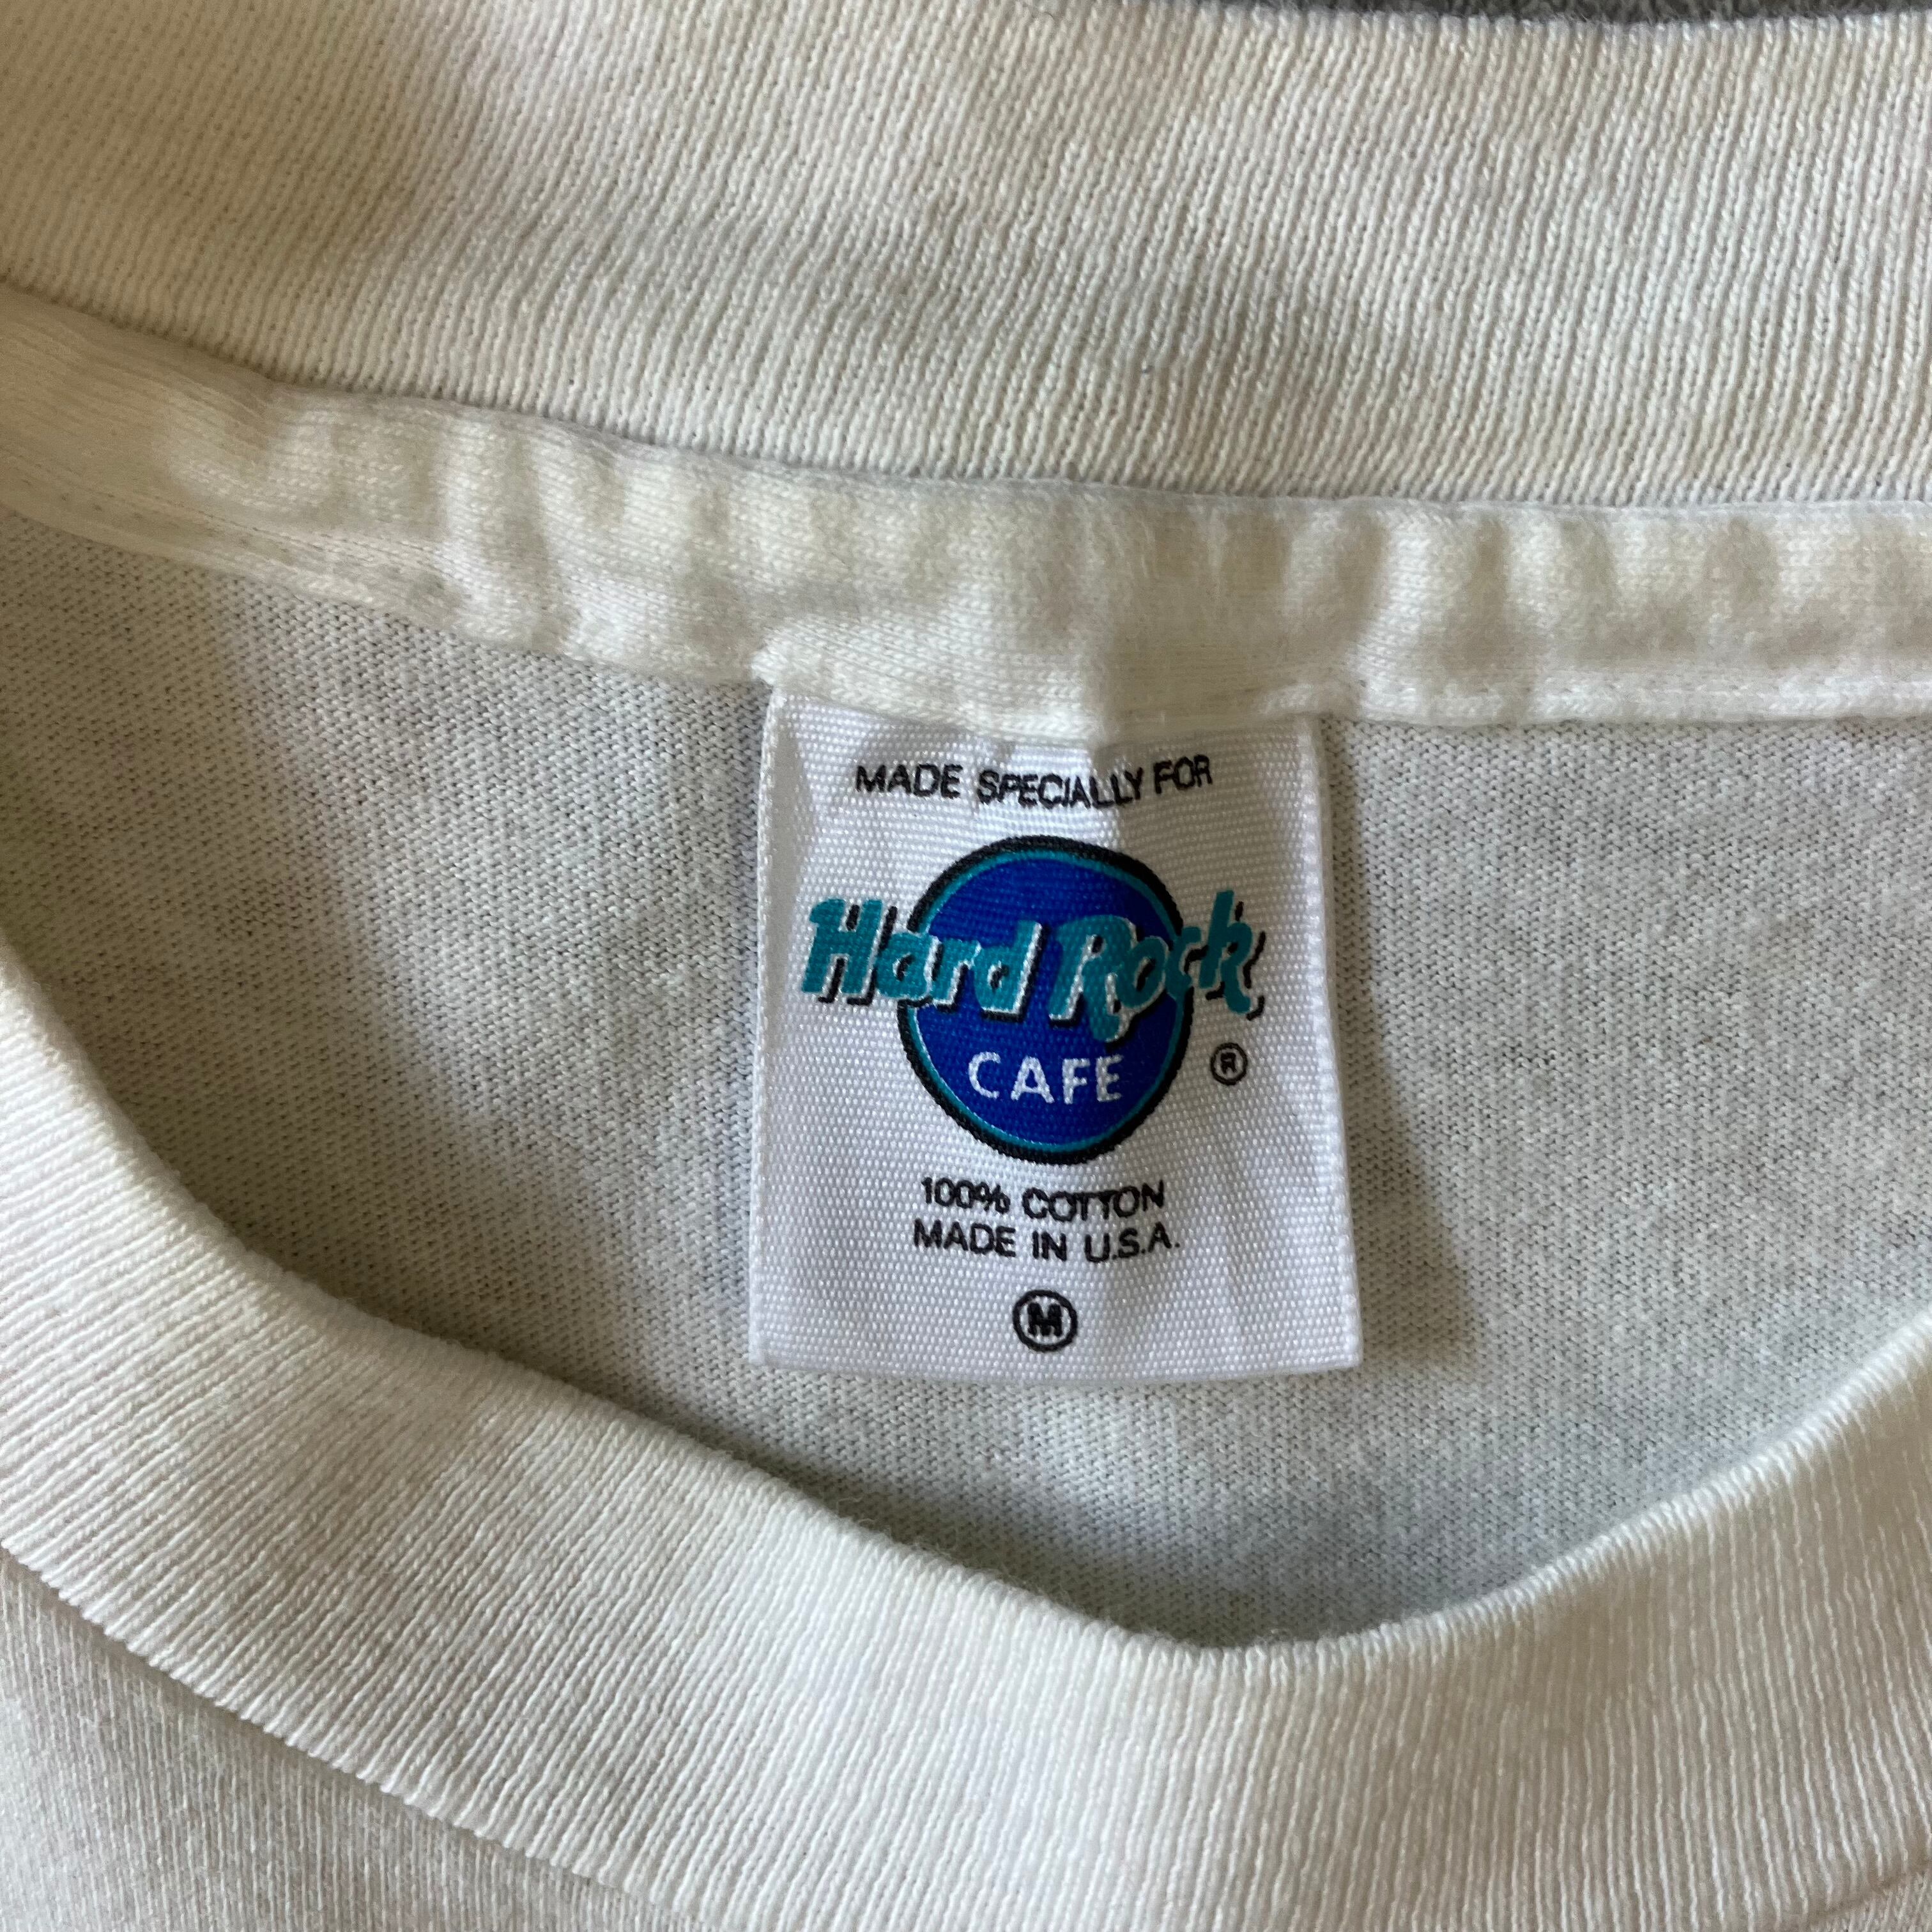 MADE SPECIALLY FOR
Hard Rock
CAFE
®
100% COTTON
MADE IN U.S.A.
M